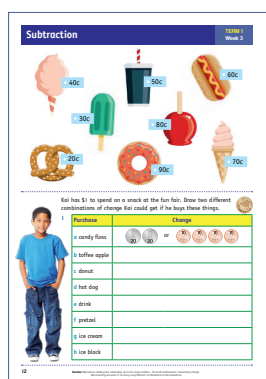 Subtraction
TERM 1
Week 3
40c
50c
60c
30c
80c
20c
90c
70c
Kai has $1 to spend on a snack at the fun fair. Draw two different
combinations of change Kai could get if he buys these things.
1
Purchase Change
a candy floss 20 20 or 10 10 10 10
b toffee apple
c donut
d hot dog
e drink
f pretzel
g ice cream
h ice block
12